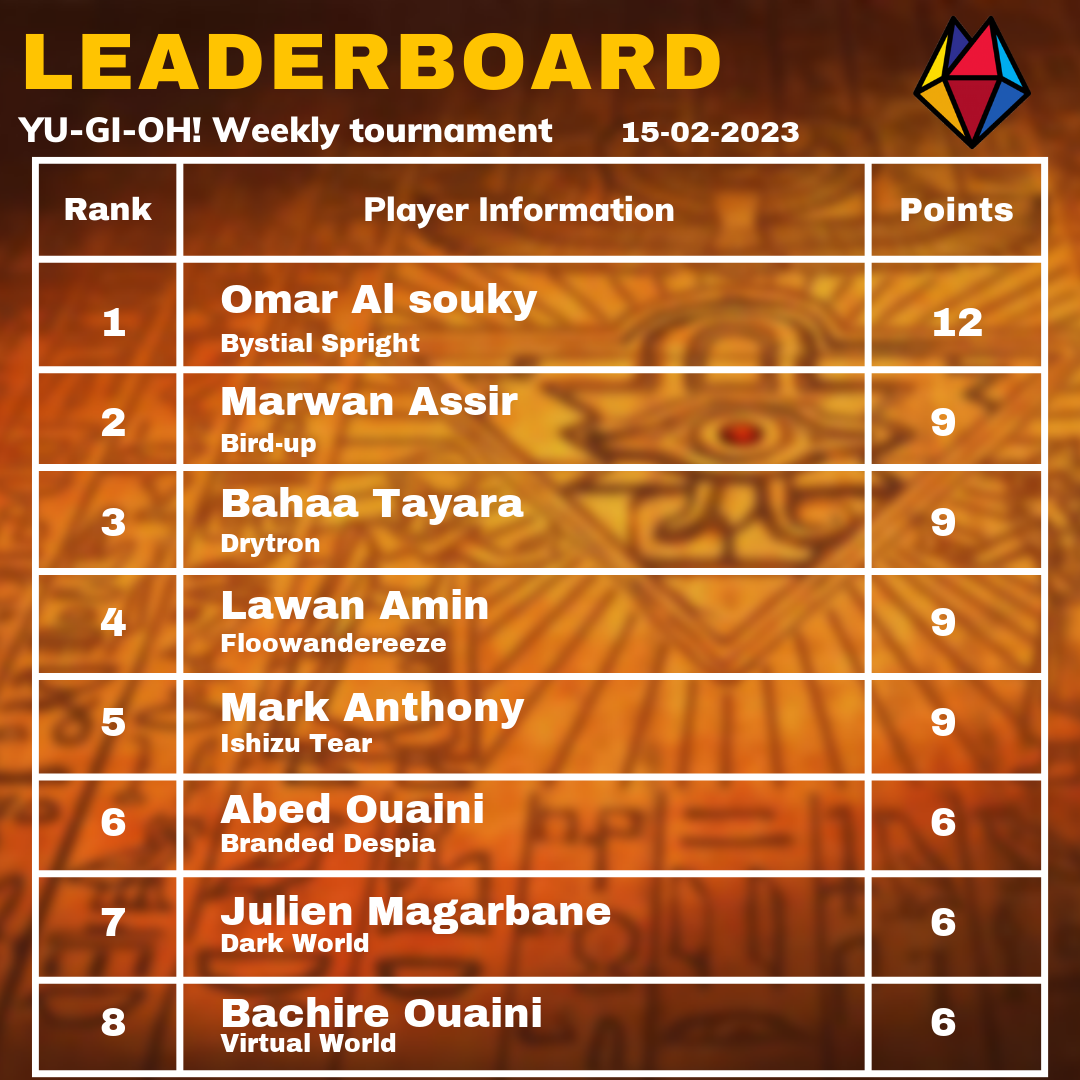 LEADERBOARD
YU-GI-OH! Weekly tournament 15-02-2023
Rank Player Information Points
1 Omar Al souky 12
Bystial Spright
2 Marwan Assir 9
Bird-up
3 Bahaa Tayara 9
Drytron
4 Lawan Amin 9
Floowandereeze
5 Mark Anthony 9
Ishizu Tear
6 Abed Ouaini 6
Branded Despia
7 Julien Magarbane 6
Dark World
8 Bachire Ouaini 6
Virtual World